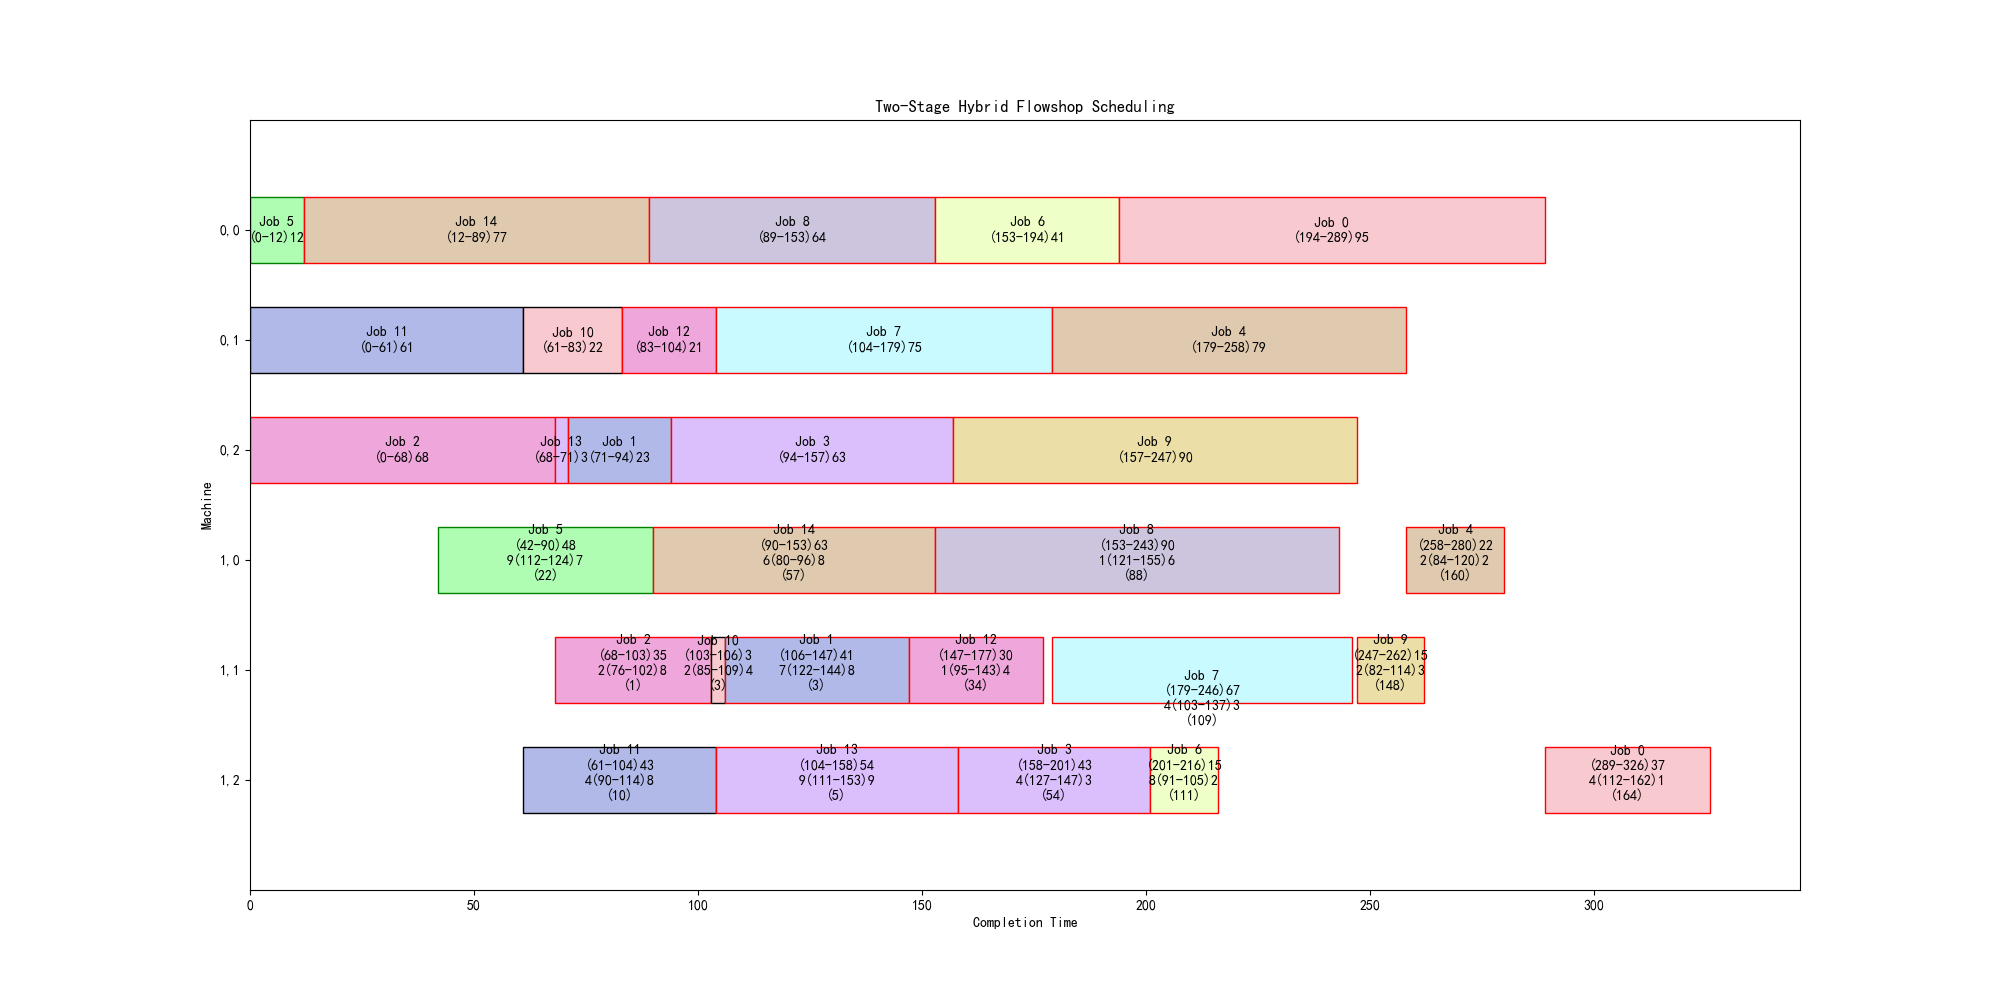 Two-Stage Hybrid Flowshop Scheduling
Machine
0,0
Job 5
(0-12)12
Job 14
(12-89)77
Job 8
(89-153)64
Job 6
(153-194)41
Job 0
(194-289)95
0,1
Job 11
(0-61)61
Job 10
(61-83)22
Job 12
(83-104)21
Job 7
(104-179)75
Job 4
(179-258)79
0,2
Job 2
(0-68)68
Job 13
(68-71)3
Job 1
(71-94)23
Job 3
(94-157)63
Job 9
(157-247)90
1,0
Job 5
(42-90)48
9(112-124)7
(22)
Job 14
(90-153)63
6(80-96)8
(57)
Job 8
(153-243)90
1(121-155)6
(88)
Job 4
(258-280)22
2(84-120)2
(160)
1,1
Job 2
(68-103)35
2(76-102)8
(1)
Job 10
(103-106)3
2(85-109)4
(3)
Job 1
(106-147)41
7(122-144)8
(3)
Job 12
(147-177)30
1(95-143)4
(34)
Job 7
(179-246)67
4(103-137)3
(109)
Job 9
(247-262)15
2(82-114)3
(148)
1,2
Job 11
(61-104)43
4(90-114)8
(10)
Job 13
(104-158)54
9(111-153)9
(5)
Job 3
(158-201)43
4(127-147)3
(54)
Job 6
(201-216)15
8(91-105)2
(111)
Job 0
(289-326)37
4(112-162)1
(164)
0 50 100 150 200 250 300
Completion Time